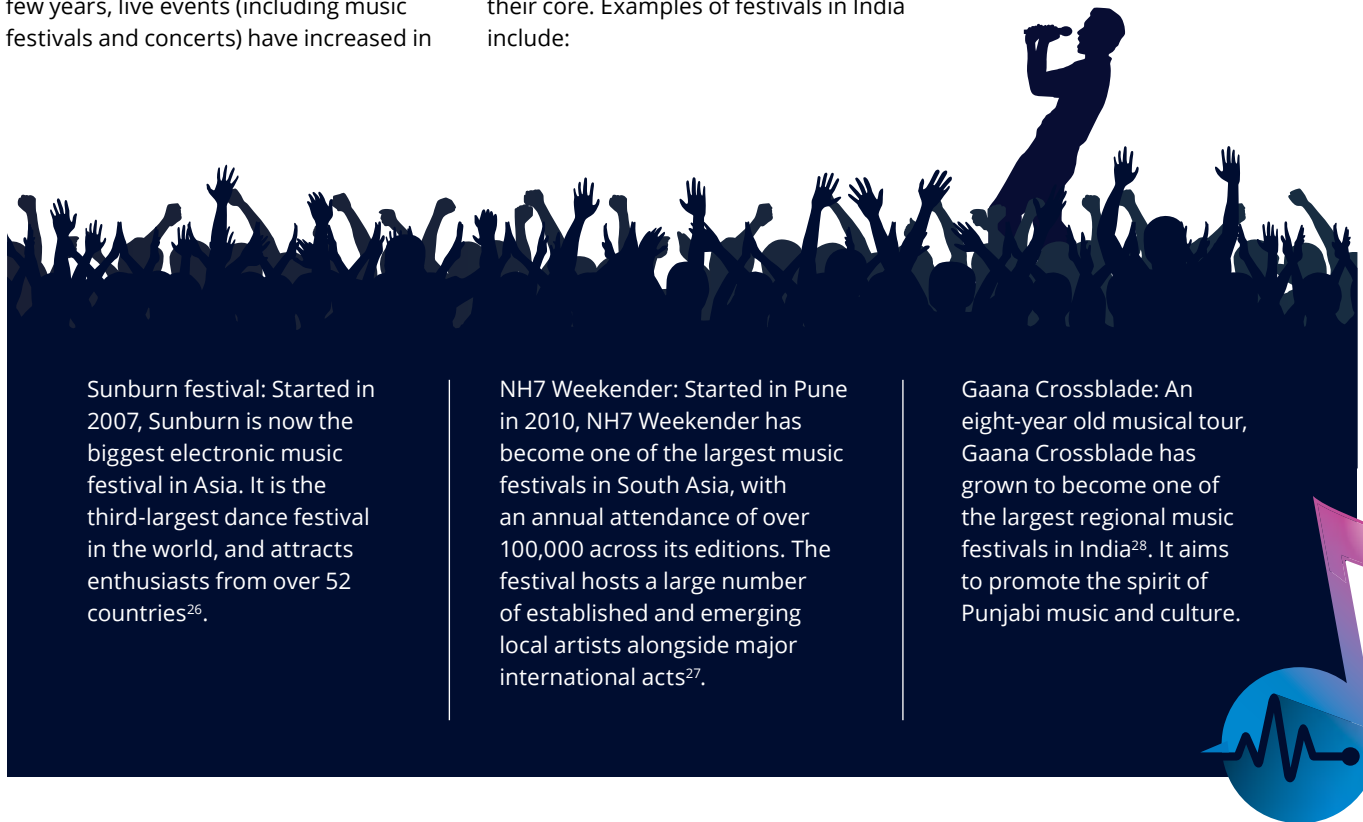 few years, live events (including music
festivals and concerts) have increased in
their core. Examples of festivals in India
include:
Sunburn festival: Started in
2007, Sunburn is now the
biggest electronic music
festival in Asia. It is the
third-largest dance festival
in the world, and attracts
enthusiasts from over 52
countries²⁶.
NH7 Weekender: Started in Pune
in 2010, NH7 Weekender has
become one of the largest music
festivals in South Asia, with
an annual attendance of over
100,000 across its editions. The
festival hosts a large number
of established and emerging
local artists alongside major
international acts²⁷.
Gaana Crossblade: An
eight-year old musical tour,
Gaana Crossblade has
grown to become one of
the largest regional music
festivals in India²⁸. It aims
to promote the spirit of
Punjabi music and culture.